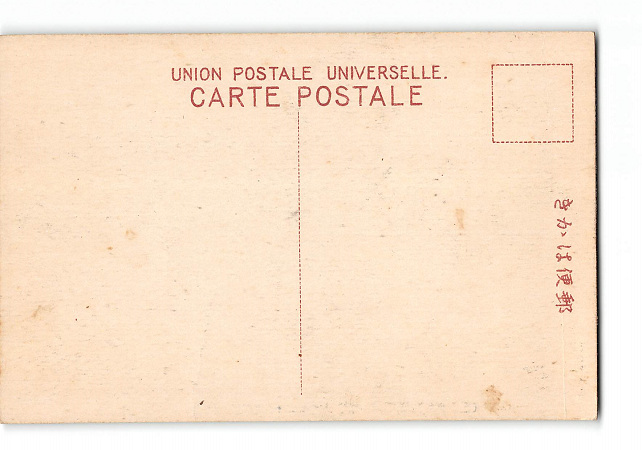 UNION POSTALE UNIVERSELLE.
CARTE POSTALE
きかは便郵